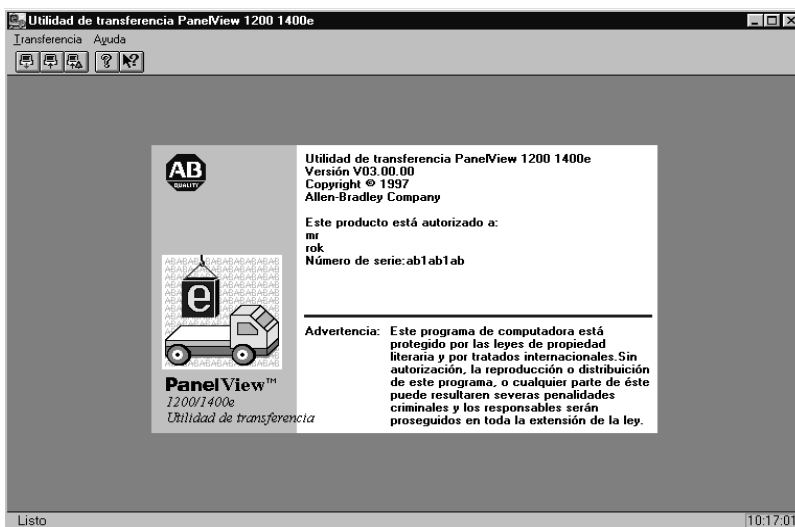 Utilidad de transferencia PanelView 1200 1400e
Transferencia Ayuda
AB
QUALITY
Utilidad de transferencia PanelView 1200 1400e
Versión V03.00.00
Copyright © 1997
Allen-Bradley Company
Este producto está autorizado a:
mr
rok
Número de serie:ab1ab1ab
e
PanelView™
1200/1400e
Utilidad de transferencia
Advertencia: Este programa de computadora está
protegido por las leyes de propiedad
literaria y por tratados internacionales.Sin
autorización, la reproducción o distribuición
de este programa, o cualquier parte de éste
puede resultaren severas penalidades
criminales y los responsables serán
proseguidos en toda la extensión de la ley.
Listo 10:17:01